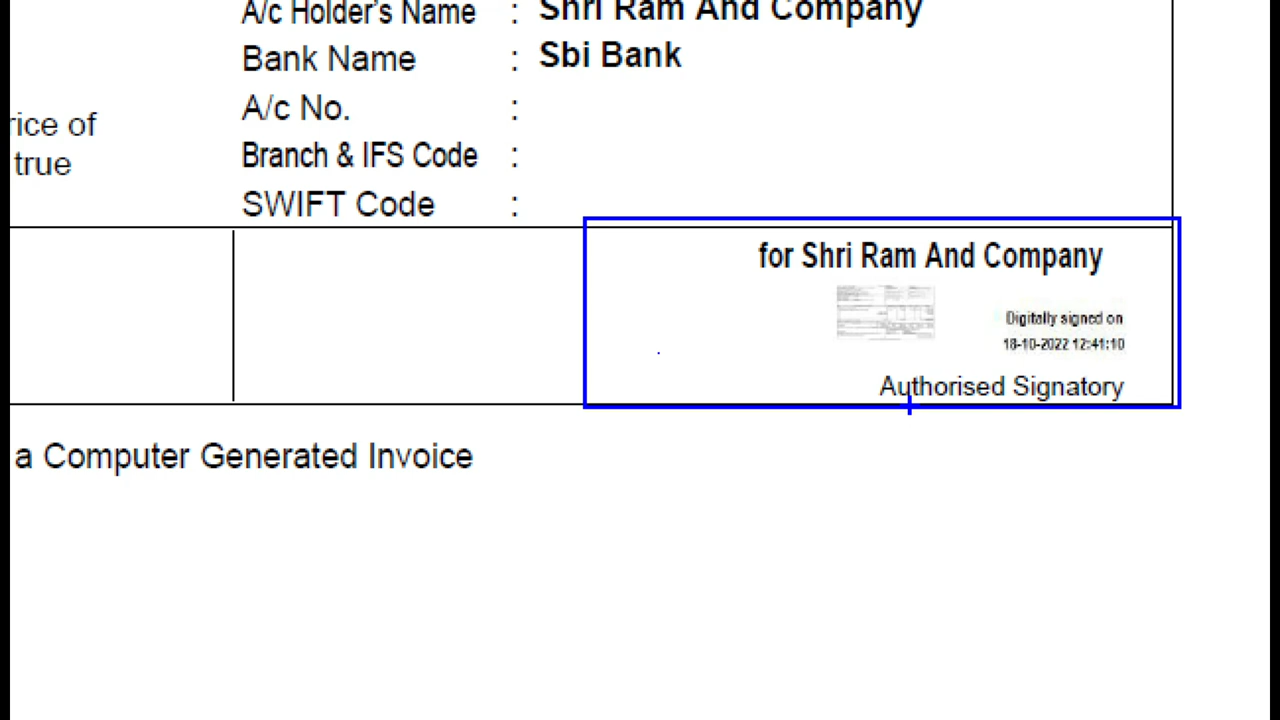 A/c Holder's Name : Shri Ram And Company
Bank Name : Sbi Bank
A/c No. :
rice of
Branch & IFS Code :
true
SWIFT Code :
for Shri Ram And Company
Digitally signed on
18-10-2022 12:41:10
Authorised Signatory
a Computer Generated Invoice